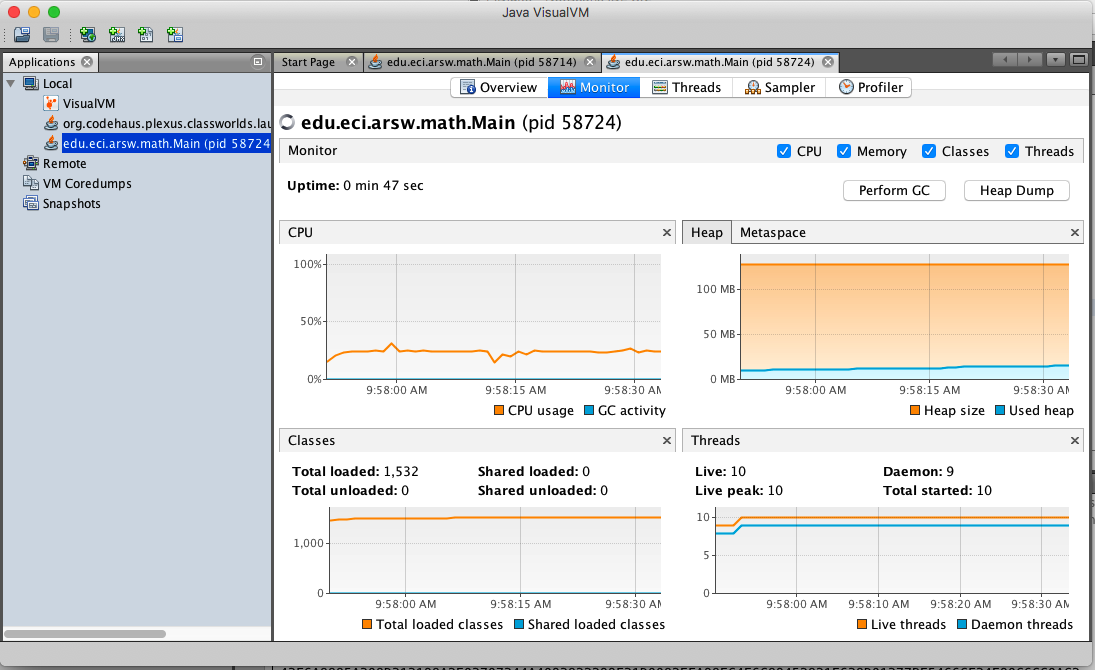 Java VisualVM
Applications
Local
VisualVM
org.codehaus.plexus.classworlds.lau
edu.eci.arsw.math.Main (pid 58724
Remote
VM Coredumps
Snapshots
Start Page
edu.eci.arsw.math.Main (pid 58714)
edu.eci.arsw.math.Main (pid 58724)
Overview
Monitor
Threads
Sampler
Profiler
edu.eci.arsw.math.Main (pid 58724)
Monitor
CPU
Memory
Classes
Threads
Uptime: 0 min 47 sec
Perform GC
Heap Dump
CPU
100%
50%
0%
9:58:00 AM
9:58:15 AM
9:58:30 AM
CPU usage
GC activity
Heap
Metaspace
100 MB
50 MB
0 MB
9:58:00 AM
9:58:15 AM
9:58:30 AM
Heap size
Used heap
Classes
Total loaded: 1,532
Shared loaded: 0
Total unloaded: 0
Shared unloaded: 0
1,000
0
9:58:00 AM
9:58:15 AM
9:58:30 AM
Total loaded classes
Shared loaded classes
Threads
Live: 10
Daemon: 9
Live peak: 10
Total started: 10
10
5
0
9:58:00 AM
9:58:10 AM
9:58:20 AM
9:58:30 AM
Live threads
Daemon threads